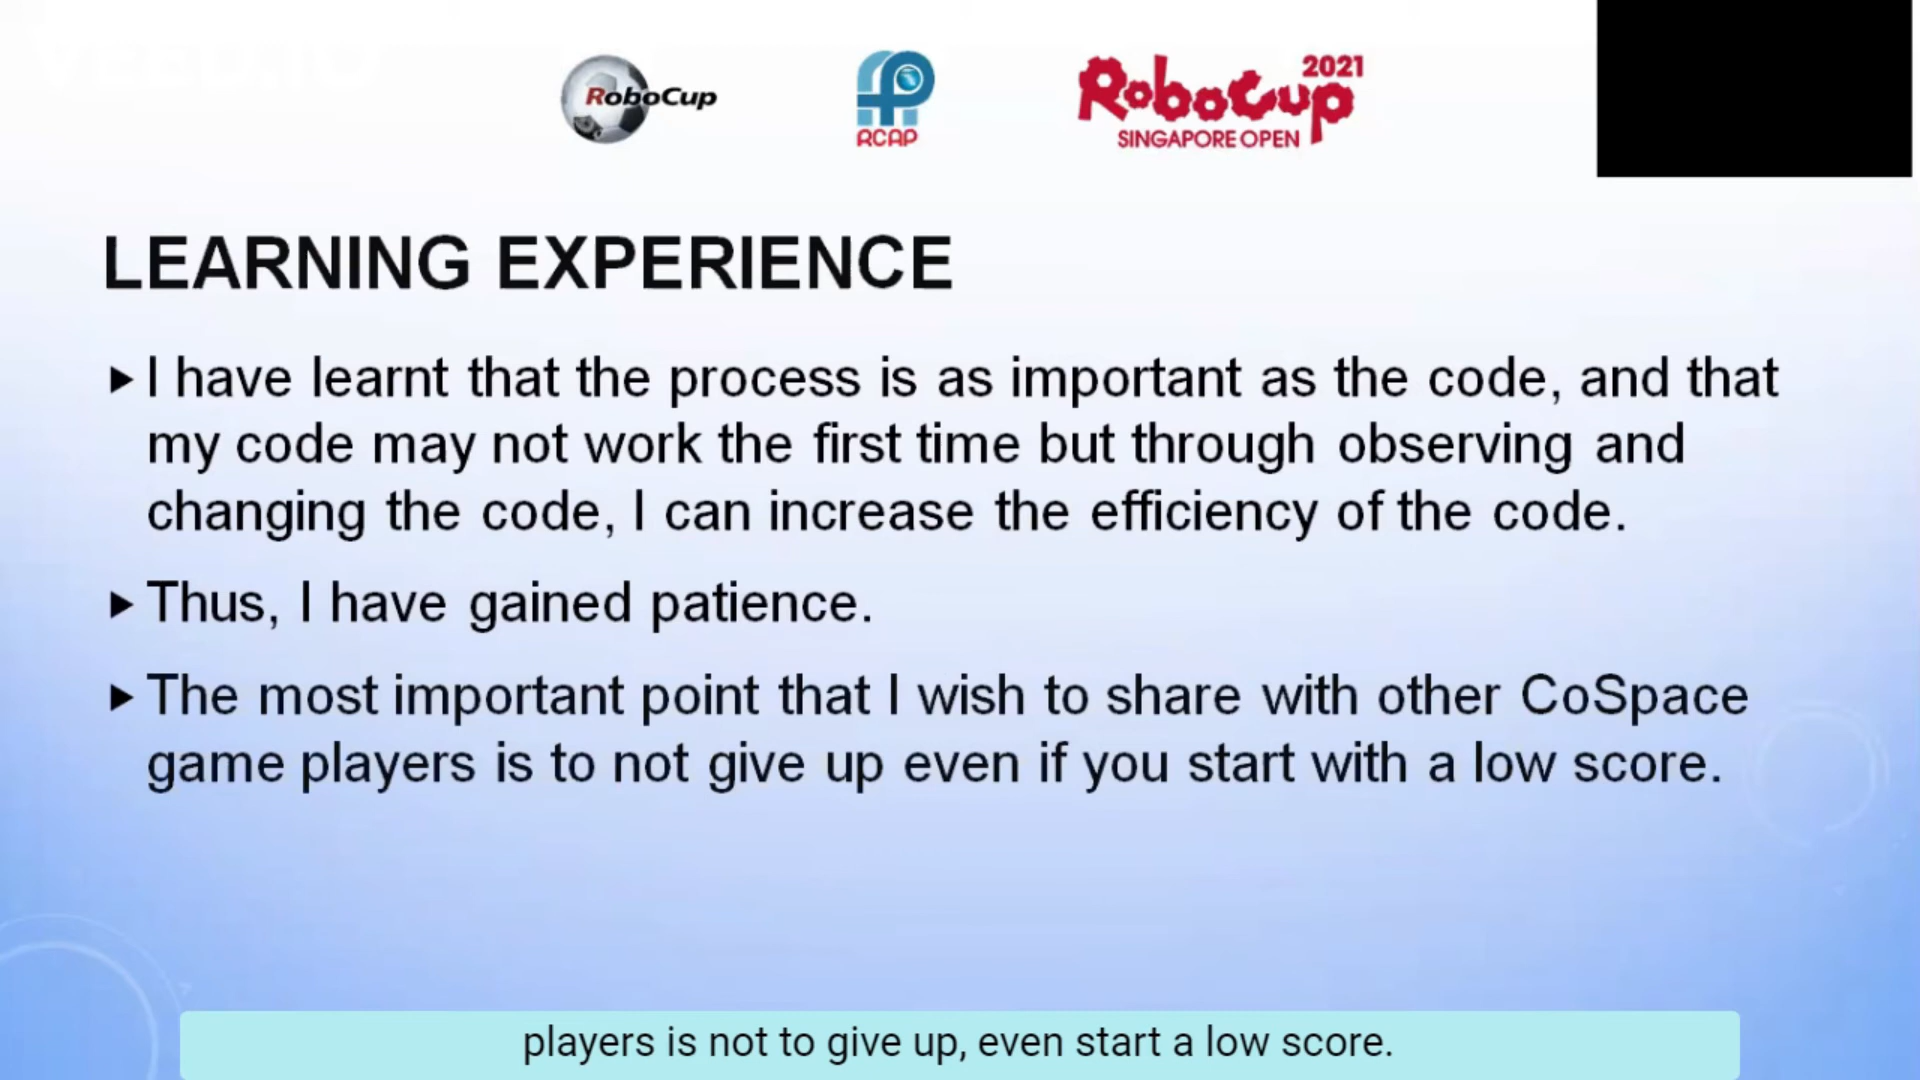 RoboCup
RCAP
RoboCup 2021
SINGAPORE OPEN
LEARNING EXPERIENCE
I have learnt that the process is as important as the code, and that
my code may not work the first time but through observing and
changing the code, I can increase the efficiency of the code.
Thus, I have gained patience.
The most important point that I wish to share with other CoSpace
game players is to not give up even if you start with a low score.
players is not to give up, even start a low score.